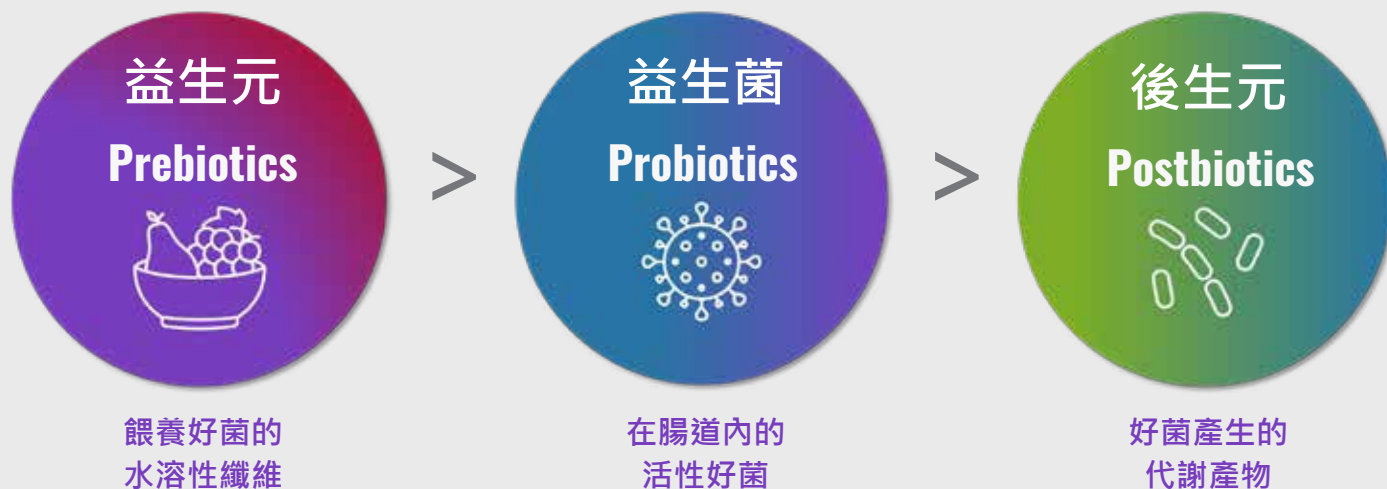 益生元
Prebiotics
餵養好菌的
水溶性纖維
>
益生菌
Probiotics
在腸道內的
活性好菌
>
後生元
Postbiotics
好菌產生的
代謝產物